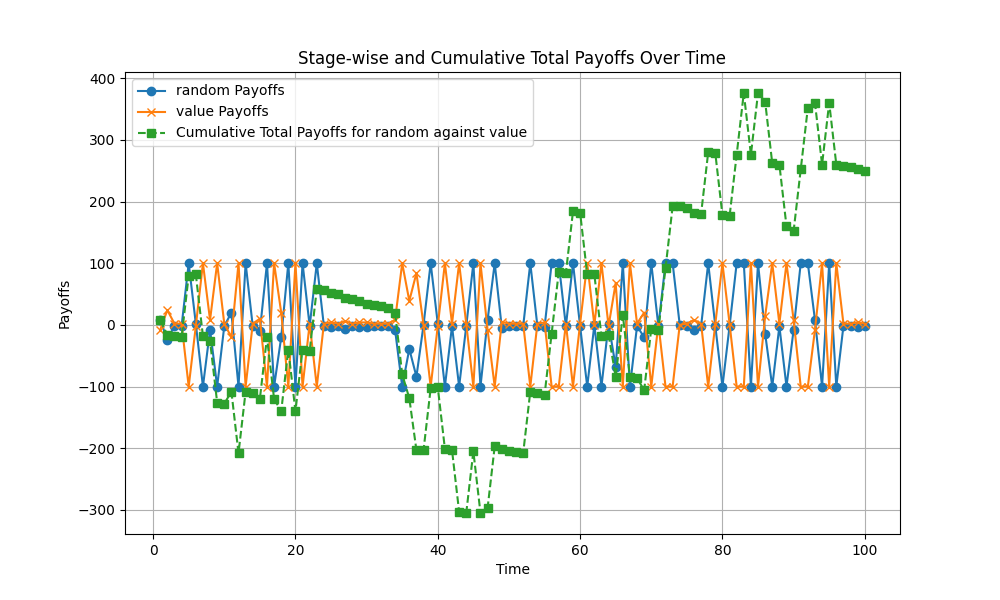 Stage-wise and Cumulative Total Payoffs Over Time
random Payoffs
value Payoffs
Cumulative Total Payoffs for random against value
Payoffs
400
300
200
100
0
−100
−200
−300
0 20 40 60 80 100
Time